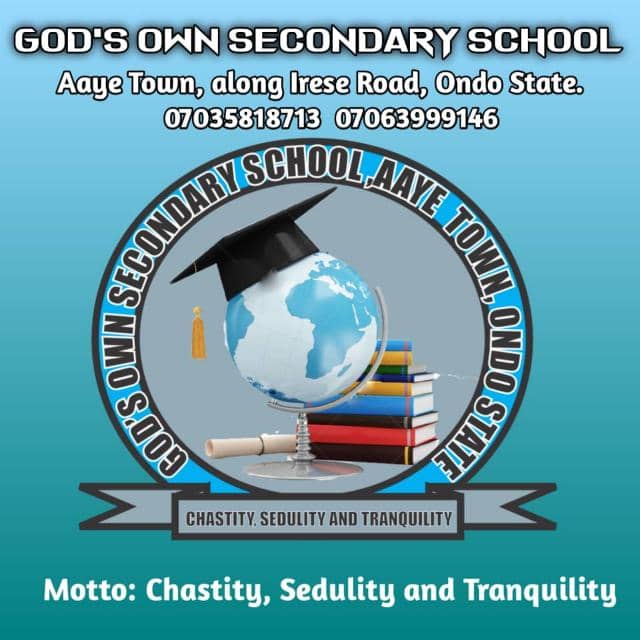 GOD'S OWN SECONDARY SCHOOL
Aaye Town, along Irese Road, Ondo State.
07035818713 07063999146
GOD'S OWN SECONDARY SCHOOL,AAYE TOWN, ONDO STATE
CHASTITY, SEDULITY AND TRANQUILITY
Motto: Chastity, Sedulity and Tranquility